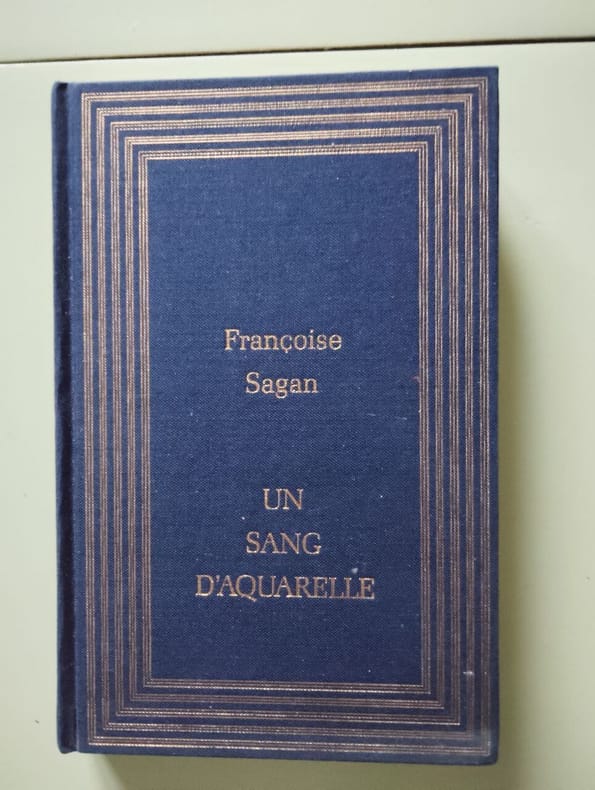 Françoise
Sagan
UN
SANG
D'AQUARELLE